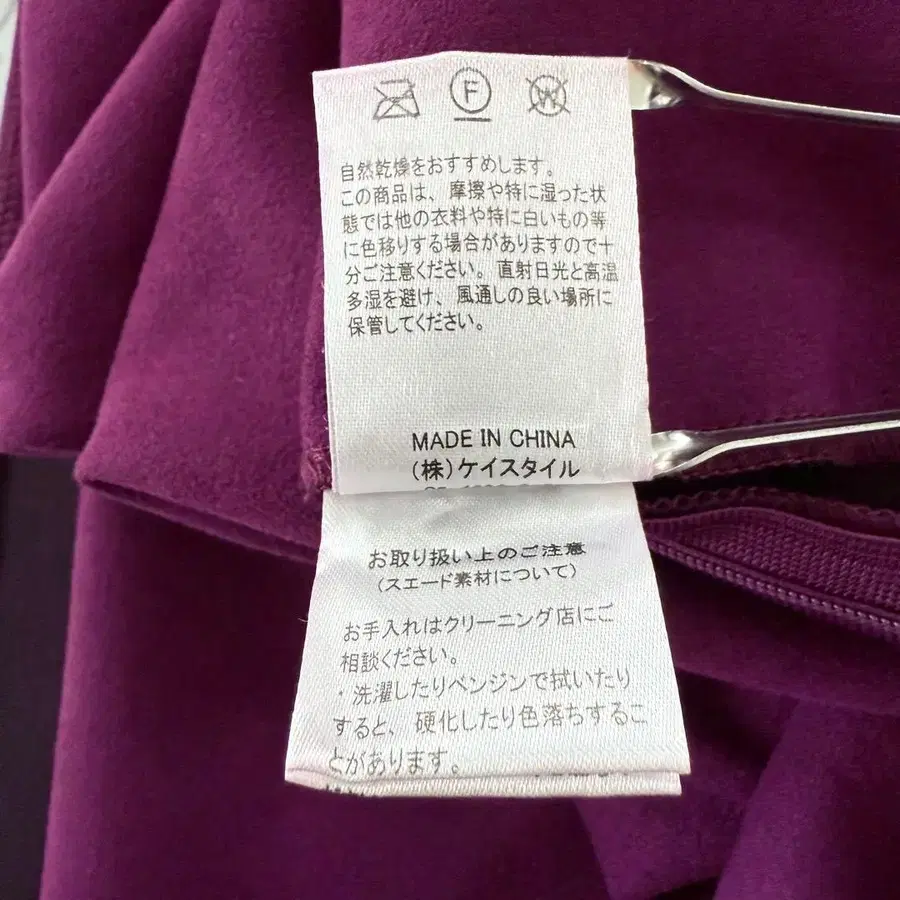 F
W
自然乾燥をおすすめします。
この商品は、摩擦や特に湿った状
態では他の衣料や特に白いもの等
に色移りする場合がありますので十
分ご注意ください。直射日光と高温
多湿を避け、風通しの良い場所に
保管してください。
MADE IN CHINA
(株)ケイスタイル
お取り扱い上のご注意
(スエード素材について)
お手入れはクリーニング店にご
相談ください。
・洗濯したりベンジンで拭いたり
すると、硬化したり色落ちするこ
とがあります。